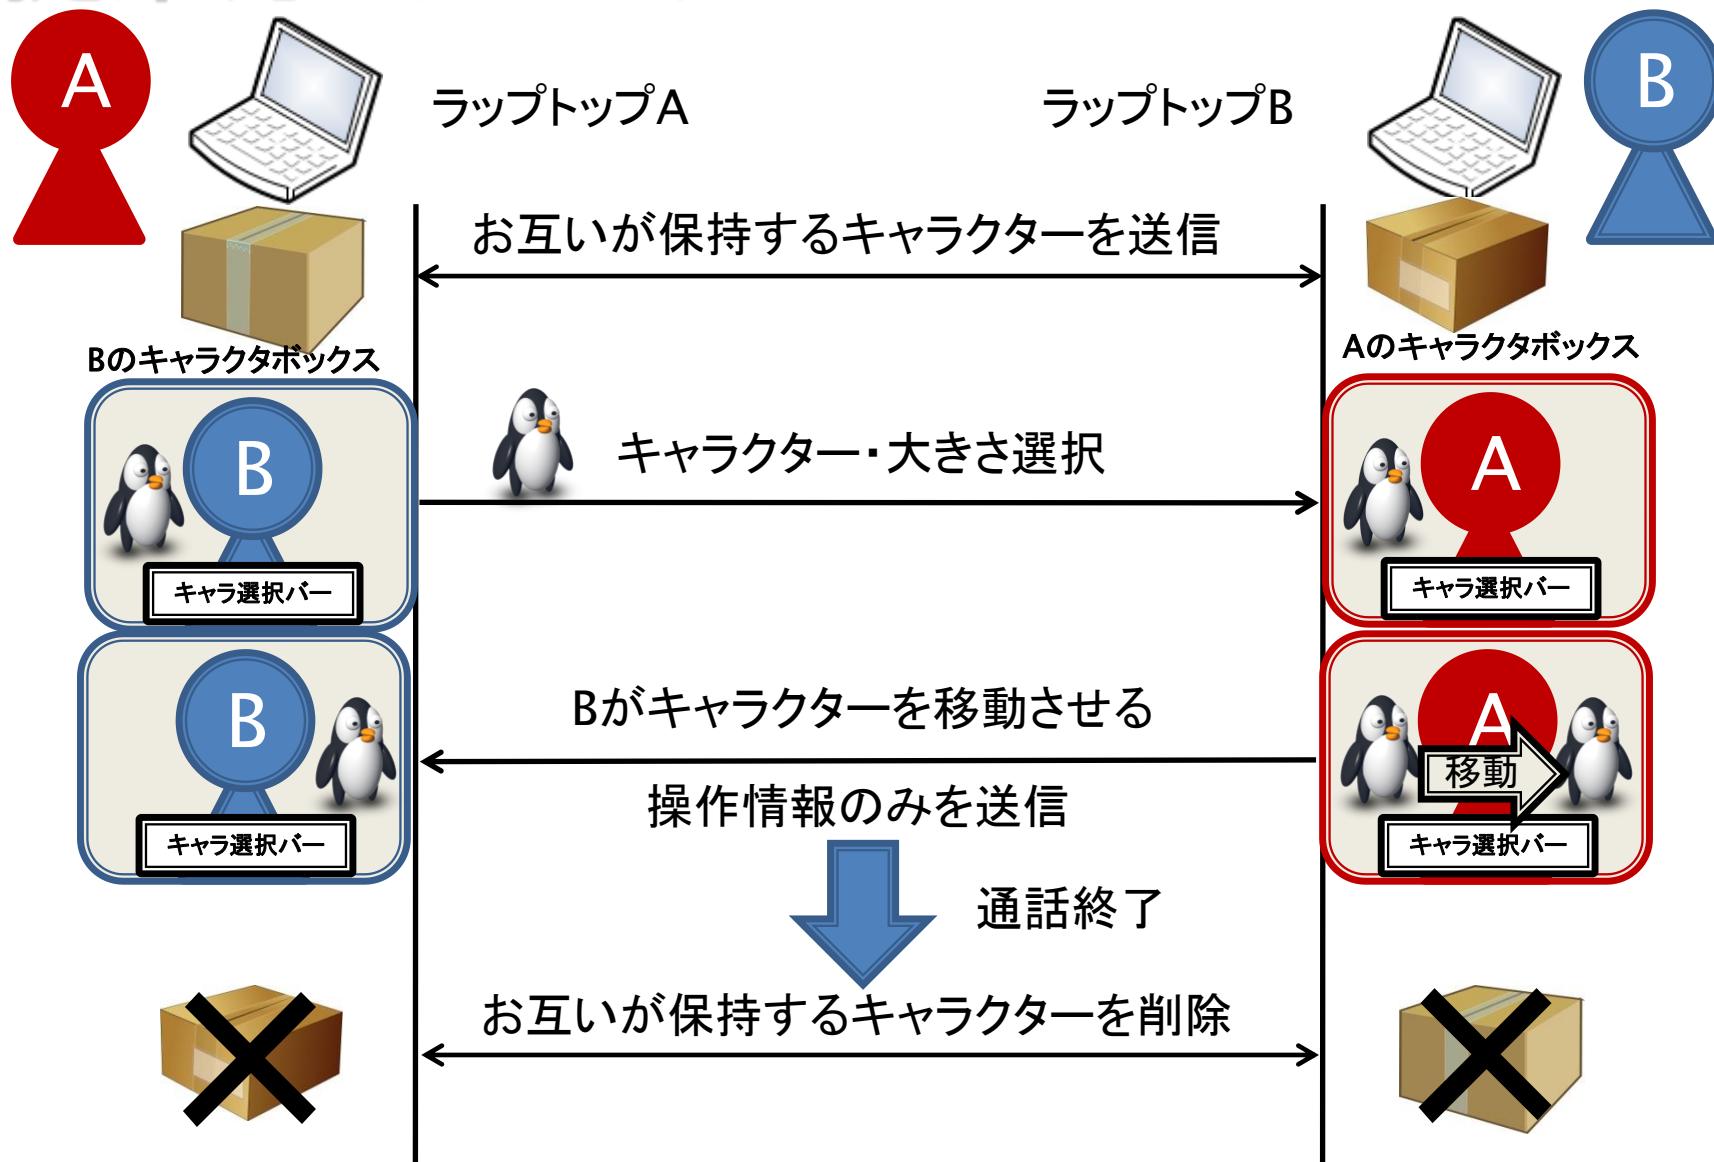 A
ラップトップA
ラップトップB
B
お互いが保持するキャラクターを送信
Bのキャラクタボックス
Aのキャラクタボックス
B
キャラクター・大きさ選択
A
キャラ選択バー
キャラ選択バー
B
Bがキャラクターを移動させる
A
移動
操作情報のみを送信
キャラ選択バー
キャラ選択バー
通話終了
お互いが保持するキャラクターを削除